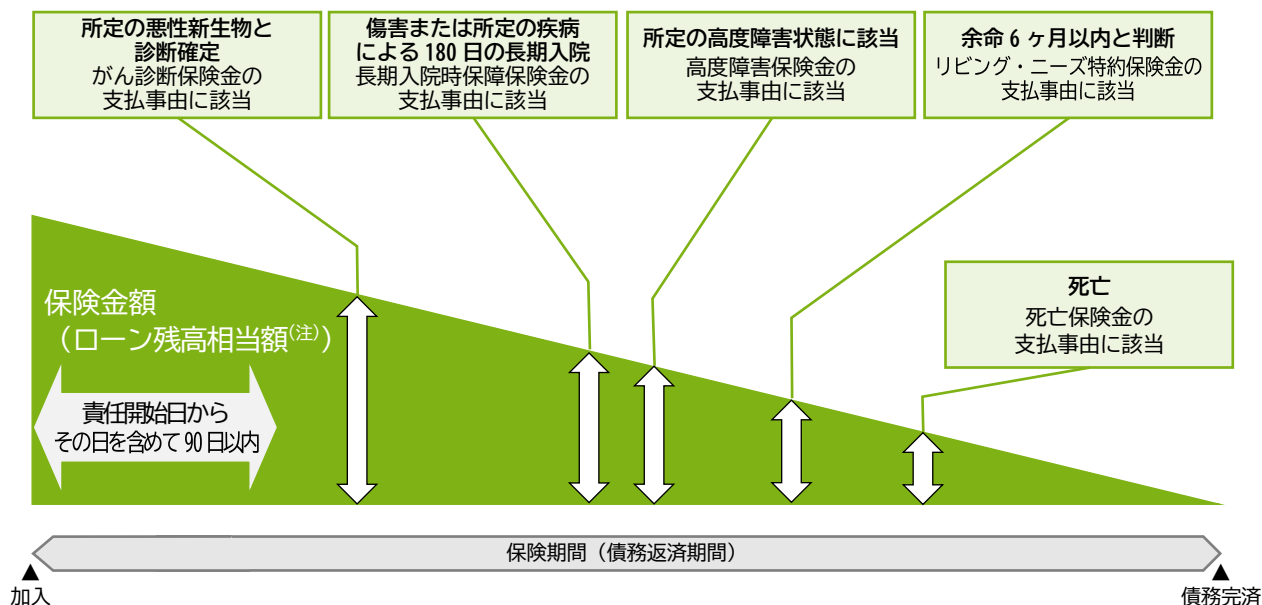 所定の悪性新生物と
診断確定
がん診断保険金の
支払事由に該当
傷害または所定の疾病
による 180 日の長期入院
長期入院時保障保険金の
支払事由に該当
所定の高度障害状態に該当
高度障害保険金の
支払事由に該当
余命 6 ヶ月以内と判断
リビング・ニーズ特約保険金の
支払事由に該当
死亡
死亡保険金の
支払事由に該当
保険金額
（ローン残高相当額(注)）
責任開始日から
その日を含めて 90 日以内
保険期間（債務返済期間）
▲
加入
▲
債務完済